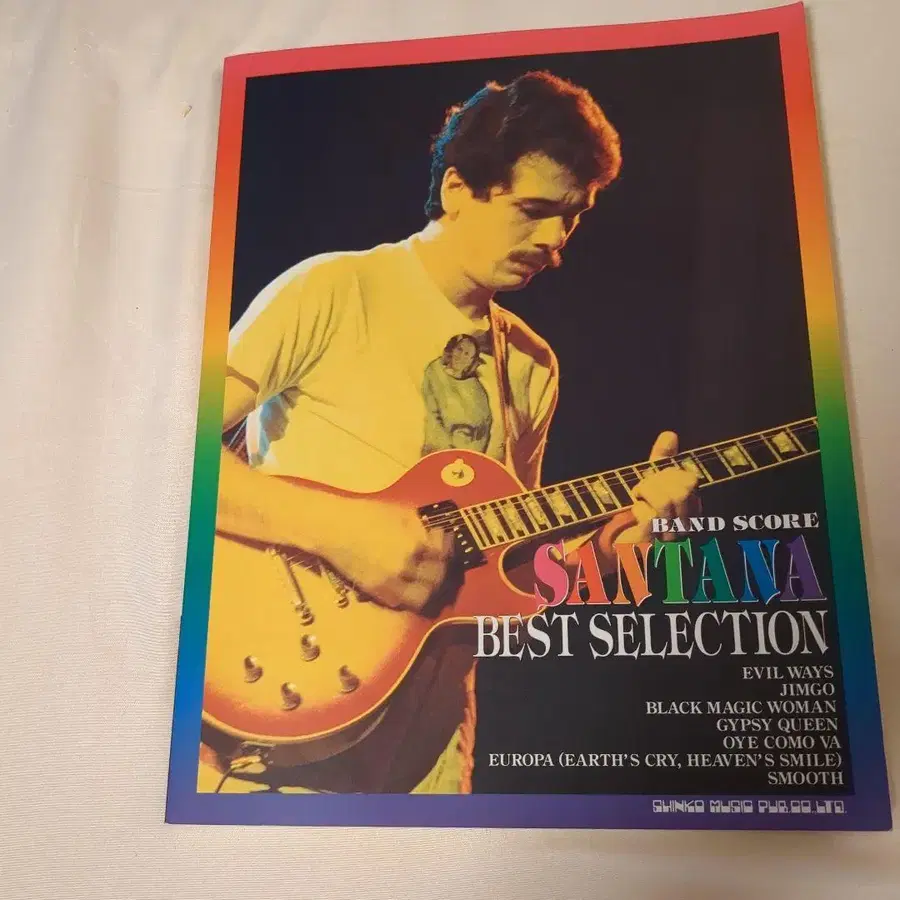 BAND SCORE
SANTANA
BEST SELECTION
EVIL WAYS
JIMGO
BLACK MAGIC WOMAN
GYPSY QUEEN
OYE COMO VA
EUROPA (EARTH'S CRY, HEAVEN'S SMILE)
SMOOTH
SHINKO MUSIC PUB.CO.,LTD.